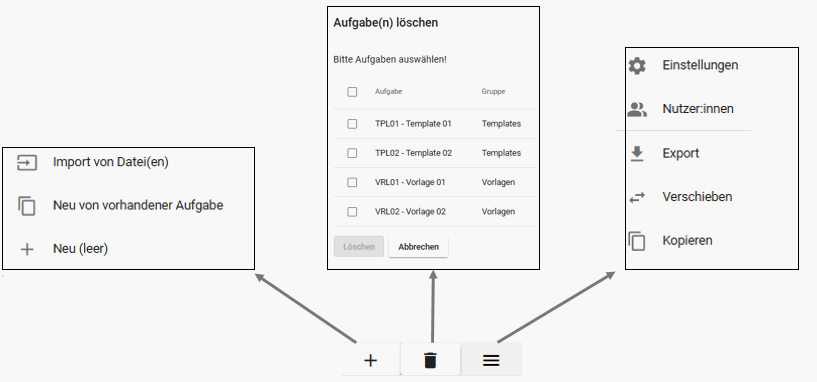 Import von Datei(en)
Neu von vorhandener Aufgabe
Neu (leer)
Aufgabe(n) löschen
Bitte Aufgaben auswählen!
Aufgabe Gruppe
TPL01 - Template 01 Templates
TPL02 - Template 02 Templates
VRL01 - Vorlage 01 Vorlagen
VRL02 - Vorlage 02 Vorlagen
Löschen Abbrechen
Einstellungen
Nutzer:innen
Export
Verschieben
Kopieren